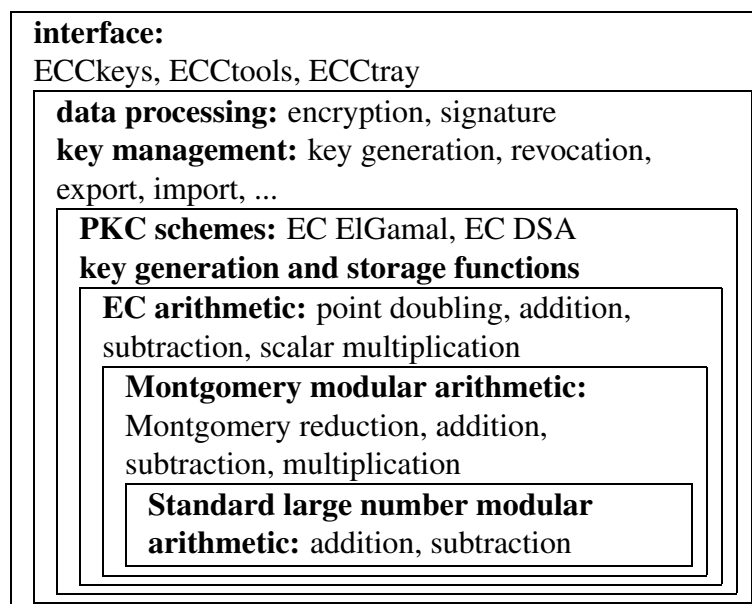 interface:
ECCkeys, ECCtools, ECCtray
data processing: encryption, signature
key management: key generation, revocation,
export, import, ...
PKC schemes: EC ElGamal, EC DSA
key generation and storage functions
EC arithmetic: point doubling, addition,
subtraction, scalar multiplication
Montgomery modular arithmetic:
Montgomery reduction, addition,
subtraction, multiplication
Standard large number modular
arithmetic: addition, subtraction